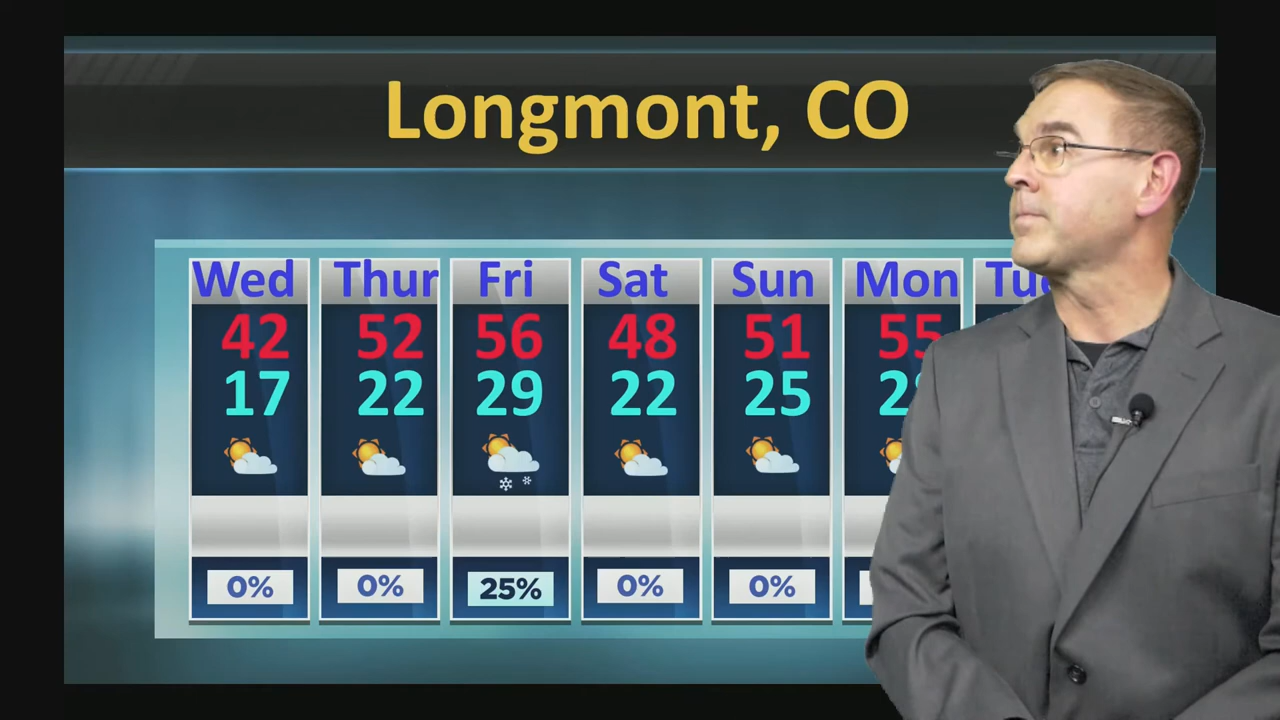 Longmont, CO
Wed Thur Fri Sat Sun Mon
42 52 56 48 51 55
17 22 29 22 25
0% 0% 25% 0% 0%